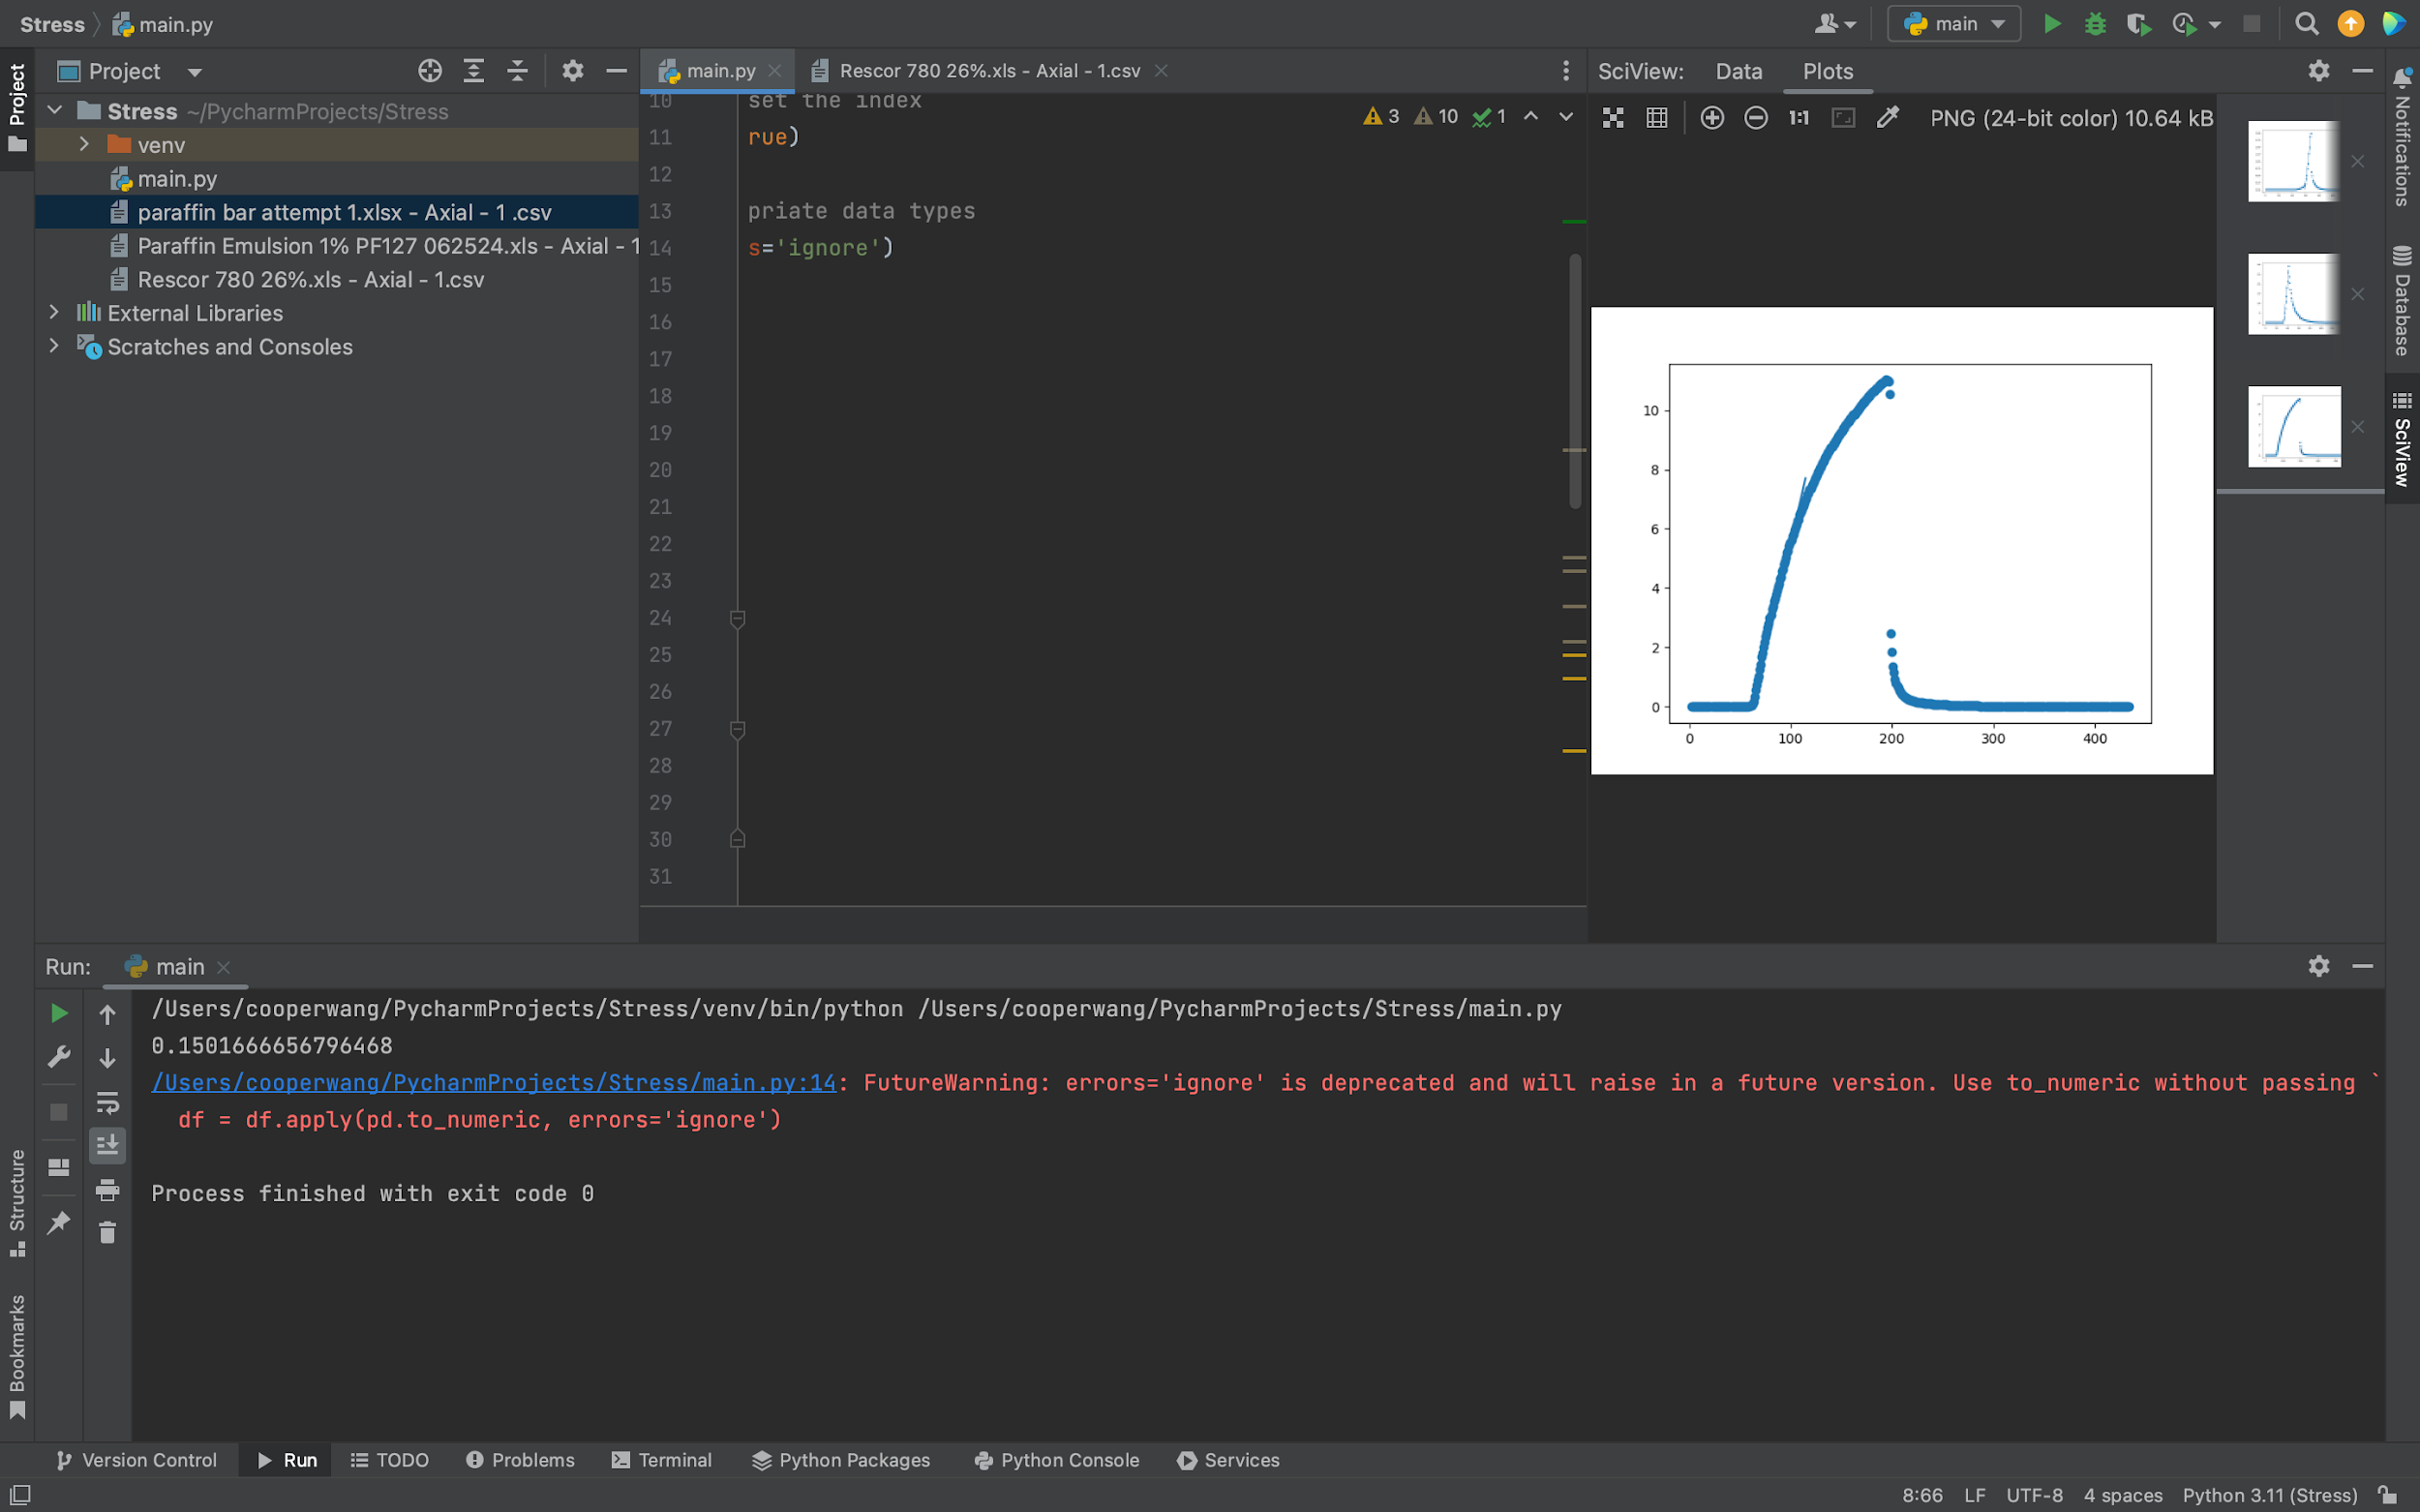 Stress
main.py
main
Project
Project
main.py
Rescor 780 26%.xls - Axial - 1.csv
SciView:
Data
Plots
Stress ~/PycharmProjects/Stress
venv
main.py
paraffin bar attempt 1.xlsx - Axial - 1 .csv
Paraffin Emulsion 1% PF127 062524.xls - Axial - 1
Rescor 780 26%.xls - Axial - 1.csv
External Libraries
Scratches and Consoles
10 set the index
11 rue)
12
13 priate data types
14 s='ignore')
15
16
17
18
19
20
21
22
23
24
25
26
27
28
29
30
31
3 10 1
1:1
PNG (24-bit color) 10.64 kB
10
8
6
4
2
0
0 100 200 300 400
Notifications
Database
SciView
Run:
main
/Users/cooperwang/PycharmProjects/Stress/venv/bin/python /Users/cooperwang/PycharmProjects/Stress/main.py
0.1501666656796468
/Users/cooperwang/PycharmProjects/Stress/main.py:14: FutureWarning: errors='ignore' is deprecated and will raise in a future version. Use to_numeric without passing `
df = df.apply(pd.to_numeric, errors='ignore')
Process finished with exit code 0
Structure
Bookmarks
Version Control
Run
TODO
Problems
Terminal
Python Packages
Python Console
Services
8:66 LF UTF-8 4 spaces Python 3.11 (Stress)